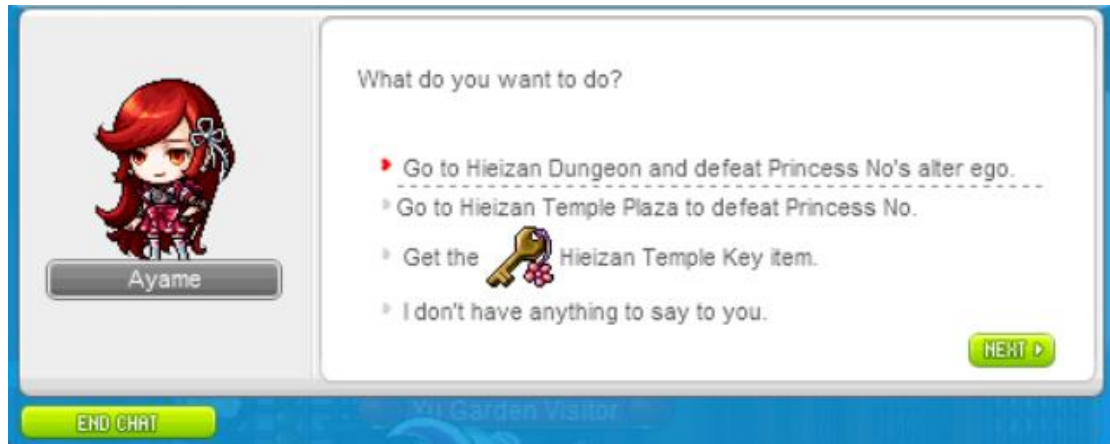 What do you want to do?
Go to Hieizan Dungeon and defeat Princess No's alter ego.
Go to Hieizan Temple Plaza to defeat Princess No.
Get the Hieizan Temple Key item.
Ayame
I don't have anything to say to you.
NEXT
END CHAT
Yu Garden Visitor